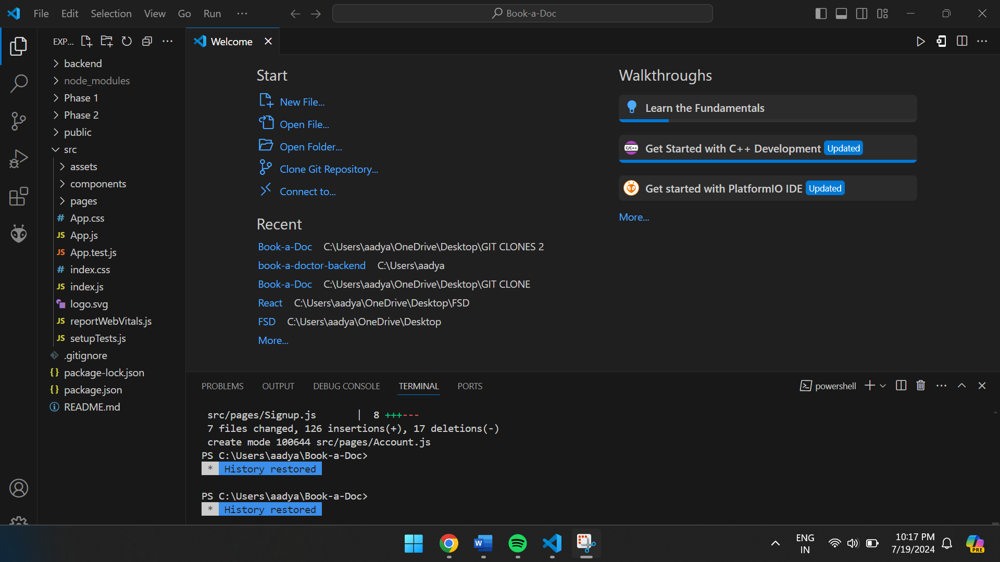 File Edit Selection View Go Run ···
Book-a-Doc
EXP...
backend
node_modules
Phase 1
Phase 2
public
src
assets
components
pages
# App.css
JS App.js
JS App.test.js
# index.css
JS index.js
logo.svg
JS reportWebVitals.js
JS setupTests.js
.gitignore
{} package-lock.json
{} package.json
README.md
Welcome
Start
New File...
Open File...
Open Folder...
Clone Git Repository...
Connect to...
Recent
Book-a-Doc C:\Users\aadya\OneDrive\Desktop\GIT CLONES 2
book-a-doctor-backend C:\Users\aadya
Book-a-Doc C:\Users\aadya\OneDrive\Desktop\GIT CLONE
React C:\Users\aadya\OneDrive\Desktop\FSD
FSD C:\Users\aadya\OneDrive\Desktop
More...
Walkthroughs
Learn the Fundamentals
C/C++ Get Started with C++ Development Updated
Get started with PlatformIO IDE Updated
More...
PROBLEMS OUTPUT DEBUG CONSOLE TERMINAL PORTS
powershell
src/pages/Signup.js | 8 +++---
7 files changed, 126 insertions(+), 17 deletions(-)
create mode 100644 src/pages/Account.js
PS C:\Users\aadya\Book-a-Doc>
* History restored
PS C:\Users\aadya\Book-a-Doc>
* History restored
W
ENG
IN
10:17 PM
7/19/2024
PRE